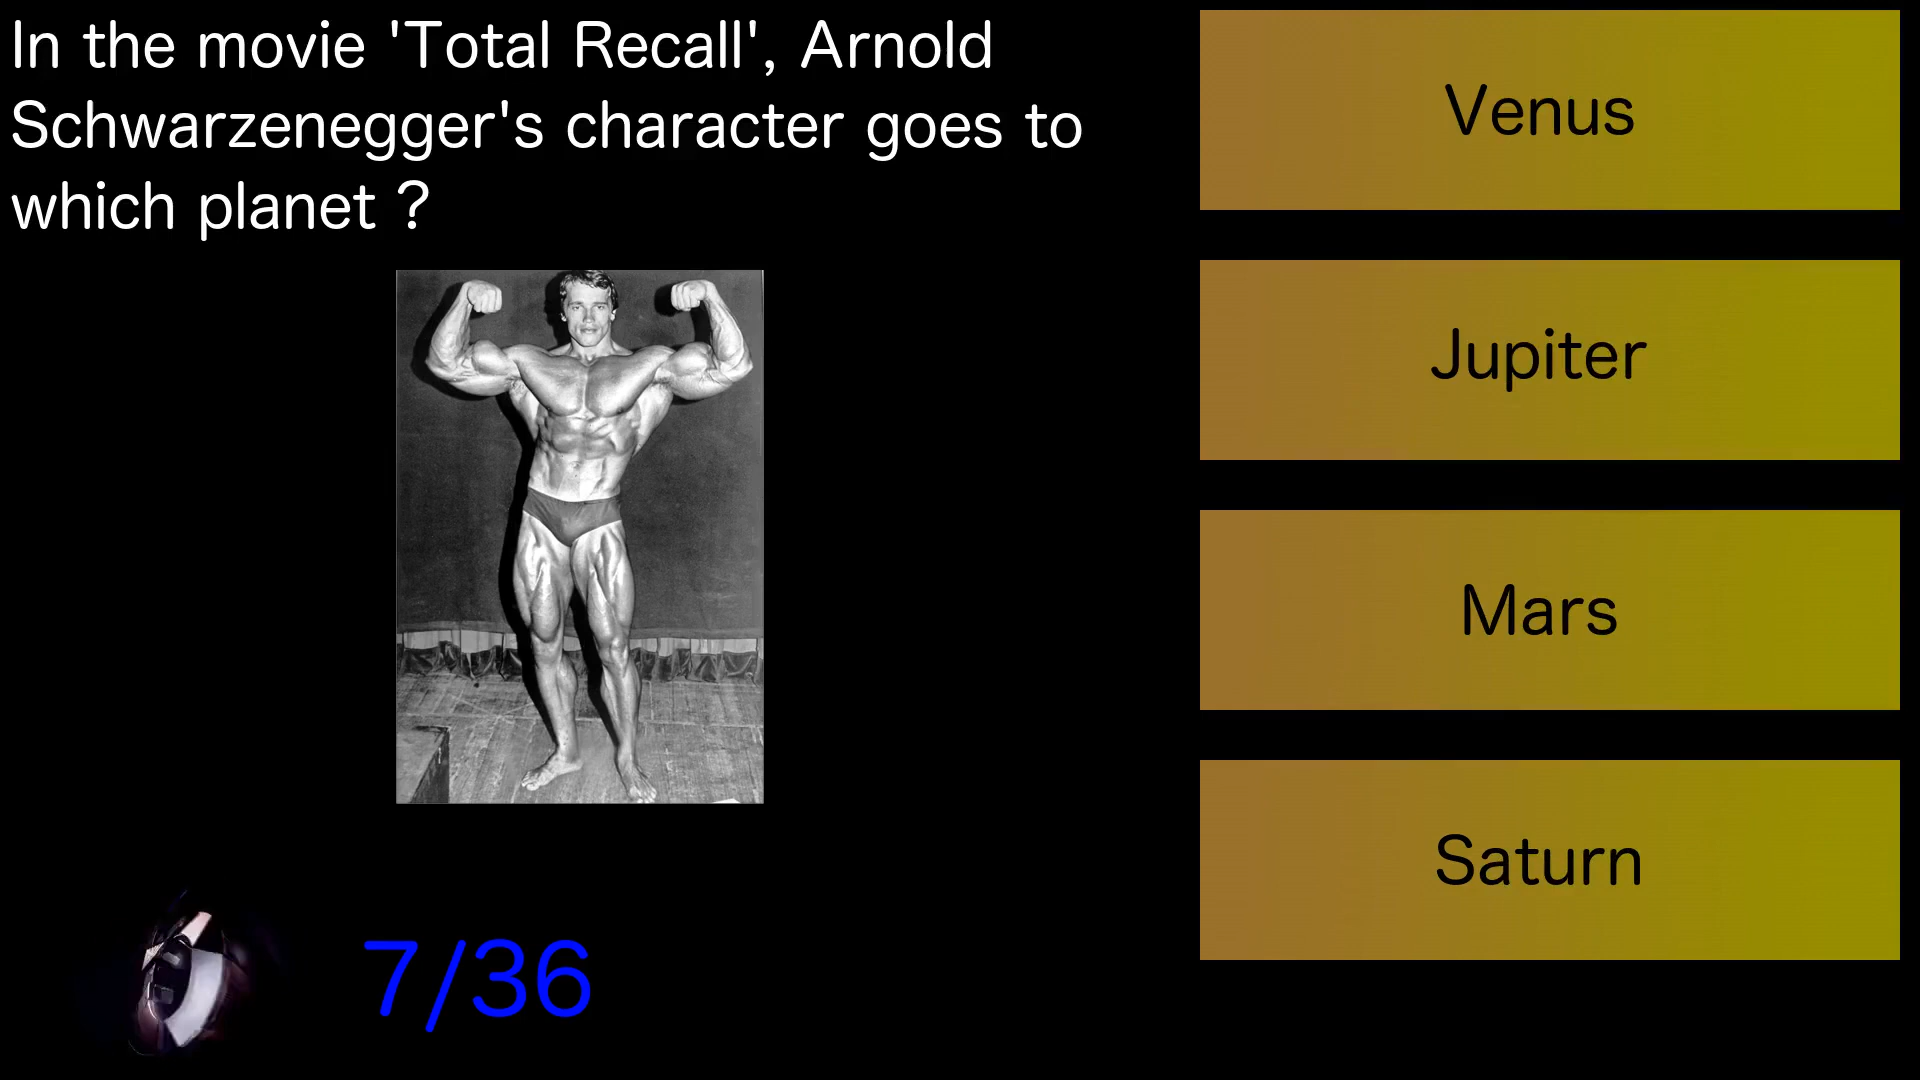 In the movie 'Total Recall', Arnold
Schwarzenegger's character goes to
which planet ?
Venus
Jupiter
Mars
Saturn
7/36